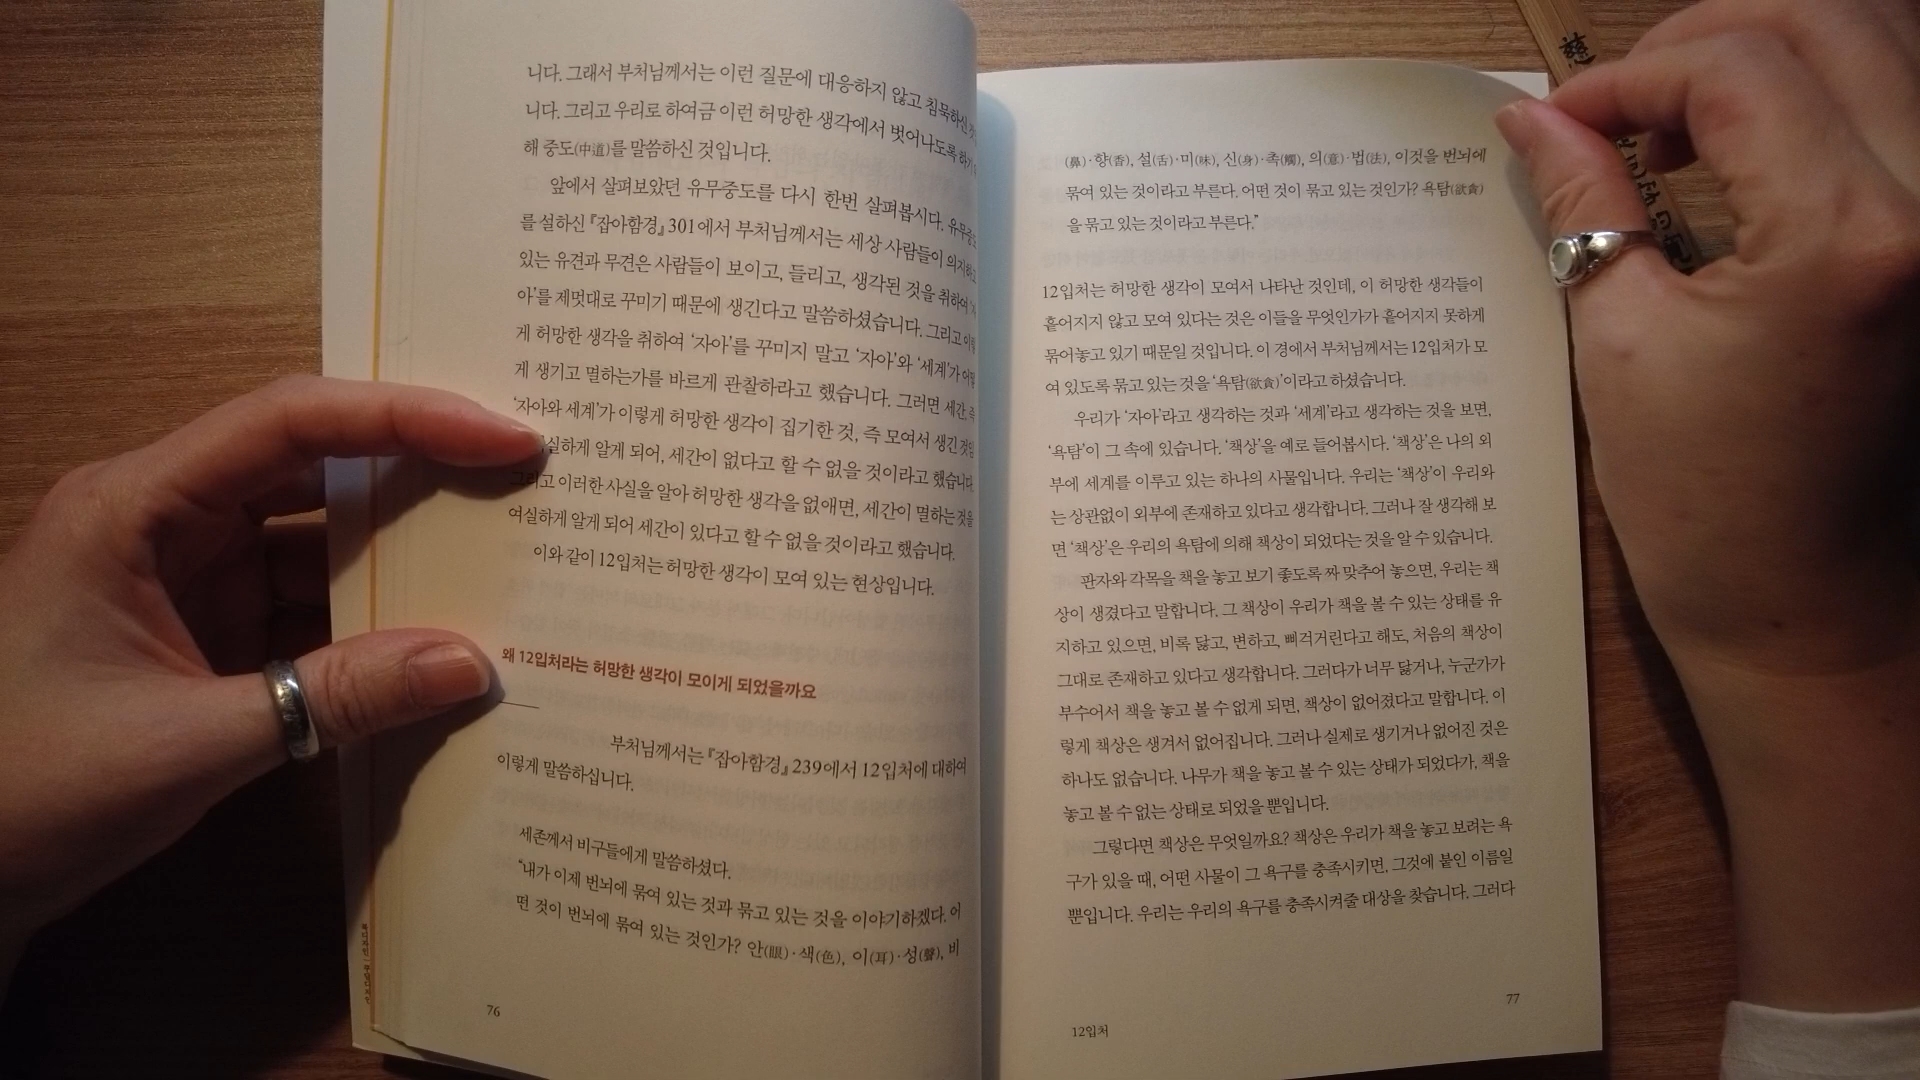 니다. 그래서 부처님께서는 이런 질문에 대응하지 않고 침묵하신
니다. 그리고 우리로 하여금 이런 허망한 생각에서 벗어나도록 하기
해 중도(中道)를 말씀하신 것입니다.
앞에서 살펴보았던 유무중도를 다시 한번 살펴봅시다. 유무중도
를 설하신 『잡아함경』 301에서 부처님께서는 세상 사람들이 의지하고
있는 유견과 무견은 사람들이 보이고, 들리고, 생각된 것을 취하여
아'를 제멋대로 꾸미기 때문에 생긴다고 말씀하셨습니다. 그리고
게 허망한 생각을 취하여 '자아'를 꾸미지 말고 '자아'와 '세계'가
게 생기고 멸하는가를 바르게 관찰하라고 했습니다. 그러면 세간, 즉
'자아와 세계'가 이렇게 허망한 생각이 집기한 것, 즉 모여서 생긴 것임
실하게 알게 되어, 세간이 없다고 할 수 없을 것이라고 했습니다.
그리고 이러한 사실을 알아 허망한 생각을 없애면, 세간이 멸하는 것을
여실하게 알게 되어 세간이 있다고 할 수 없을 것이라고 했습니다.
이와 같이 12입처는 허망한 생각이 모여 있는 현상입니다.
왜 12입처라는 허망한 생각이 모이게 되었을까요
부처님께서는 『잡아함경』 239에서 12입처에 대하여
이렇게 말씀하십니다.
세존께서 비구들에게 말씀하셨다.
"내가 이제 번뇌에 묶여 있는 것과 묶고 있는 것을 이야기하겠다. 어
떤 것이 번뇌에 묶여 있는 것인가? 안(眼)·색(色), 이(耳)·성(聲), 비
76
(鼻)·향(香), 설(舌)·미(味), 신(身)·촉(觸), 의(意)·법(法), 이것을 번뇌에
묶여 있는 것이라고 부른다. 어떤 것이 묶고 있는 것인가? 욕탐(欲貪)
을 묶고 있는 것이라고 부른다."
12입처는 허망한 생각이 모여서 나타난 것인데, 이 허망한 생각들이
흩어지지 않고 모여 있다는 것은 이들을 무엇인가가 흩어지지 못하게
묶어놓고 있기 때문일 것입니다. 이 경에서 부처님께서는 12입처가 모
여 있도록 묶고 있는 것을 '욕탐(欲貪)'이라고 하셨습니다.
우리가 '자아'라고 생각하는 것과 '세계'라고 생각하는 것을 보면,
'욕탐'이 그 속에 있습니다. '책상'을 예로 들어봅시다. '책상'은 나의 외
부에 세계를 이루고 있는 하나의 사물입니다. 우리는 '책상'이 우리와
는 상관없이 외부에 존재하고 있다고 생각합니다. 그러나 잘 생각해 보
면 '책상'은 우리의 욕탐에 의해 책상이 되었다는 것을 알 수 있습니다.
판자와 각목을 책을 놓고 보기 좋도록 짜 맞추어 놓으면, 우리는 책
상이 생겼다고 말합니다. 그 책상이 우리가 책을 볼 수 있는 상태를 유
지하고 있으면, 비록 닳고, 변하고, 삐걱거린다고 해도, 처음의 책상이
그대로 존재하고 있다고 생각합니다. 그러다가 너무 닳거나, 누군가가
부수어서 책을 놓고 볼 수 없게 되면, 책상이 없어졌다고 말합니다. 이
렇게 책상은 생겨서 없어집니다. 그러나 실제로 생기거나 없어진 것은
하나도 없습니다. 나무가 책을 놓고 볼 수 있는 상태가 되었다가, 책을
놓고 볼 수 없는 상태로 되었을 뿐입니다.
그렇다면 책상은 무엇일까요? 책상은 우리가 책을 놓고 보려는 욕
구가 있을 때, 어떤 사물이 그 욕구를 충족시키면, 그것에 붙인 이름일
뿐입니다. 우리는 우리의 욕구를 충족시켜줄 대상을 찾습니다. 그러다
77
12입처